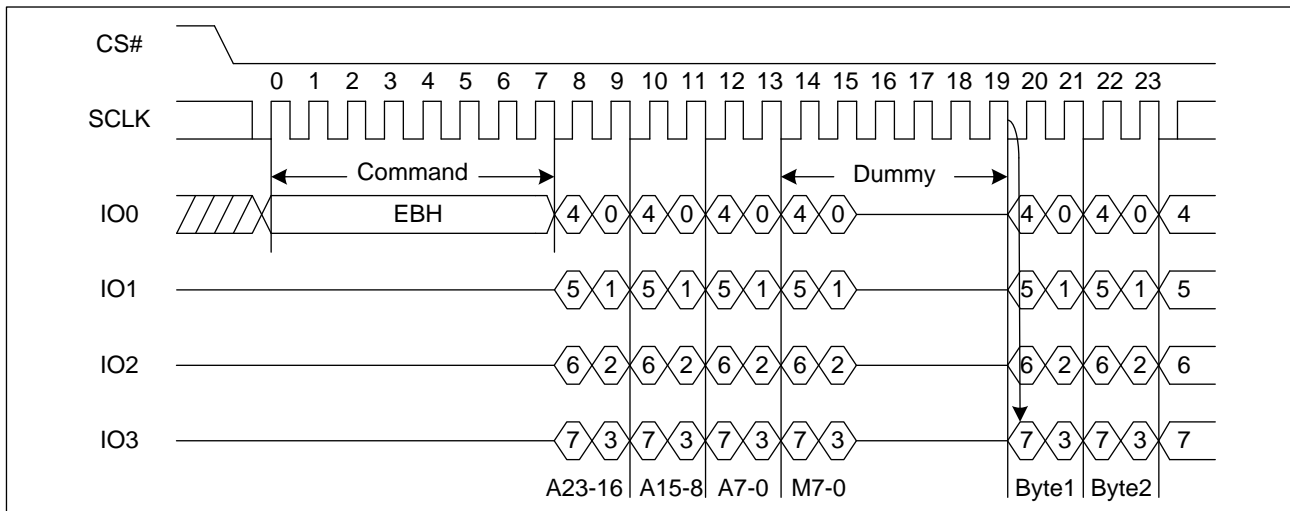 CS#
0 1 2 3 4 5 6 7 8 9 10 11 12 13 14 15 16 17 18 19 20 21 22 23
SCLK
Command Dummy
IO0 EBH 4 0 4 0 4 0 4 0 4 0 4 0 4
IO1 5 1 5 1 5 1 5 1 5 1 5 1 5
IO2 6 2 6 2 6 2 6 2 6 2 6 2 6
IO3 7 3 7 3 7 3 7 3 7 3 7 3 7
A23-16 A15-8 A7-0 M7-0 Byte1 Byte2